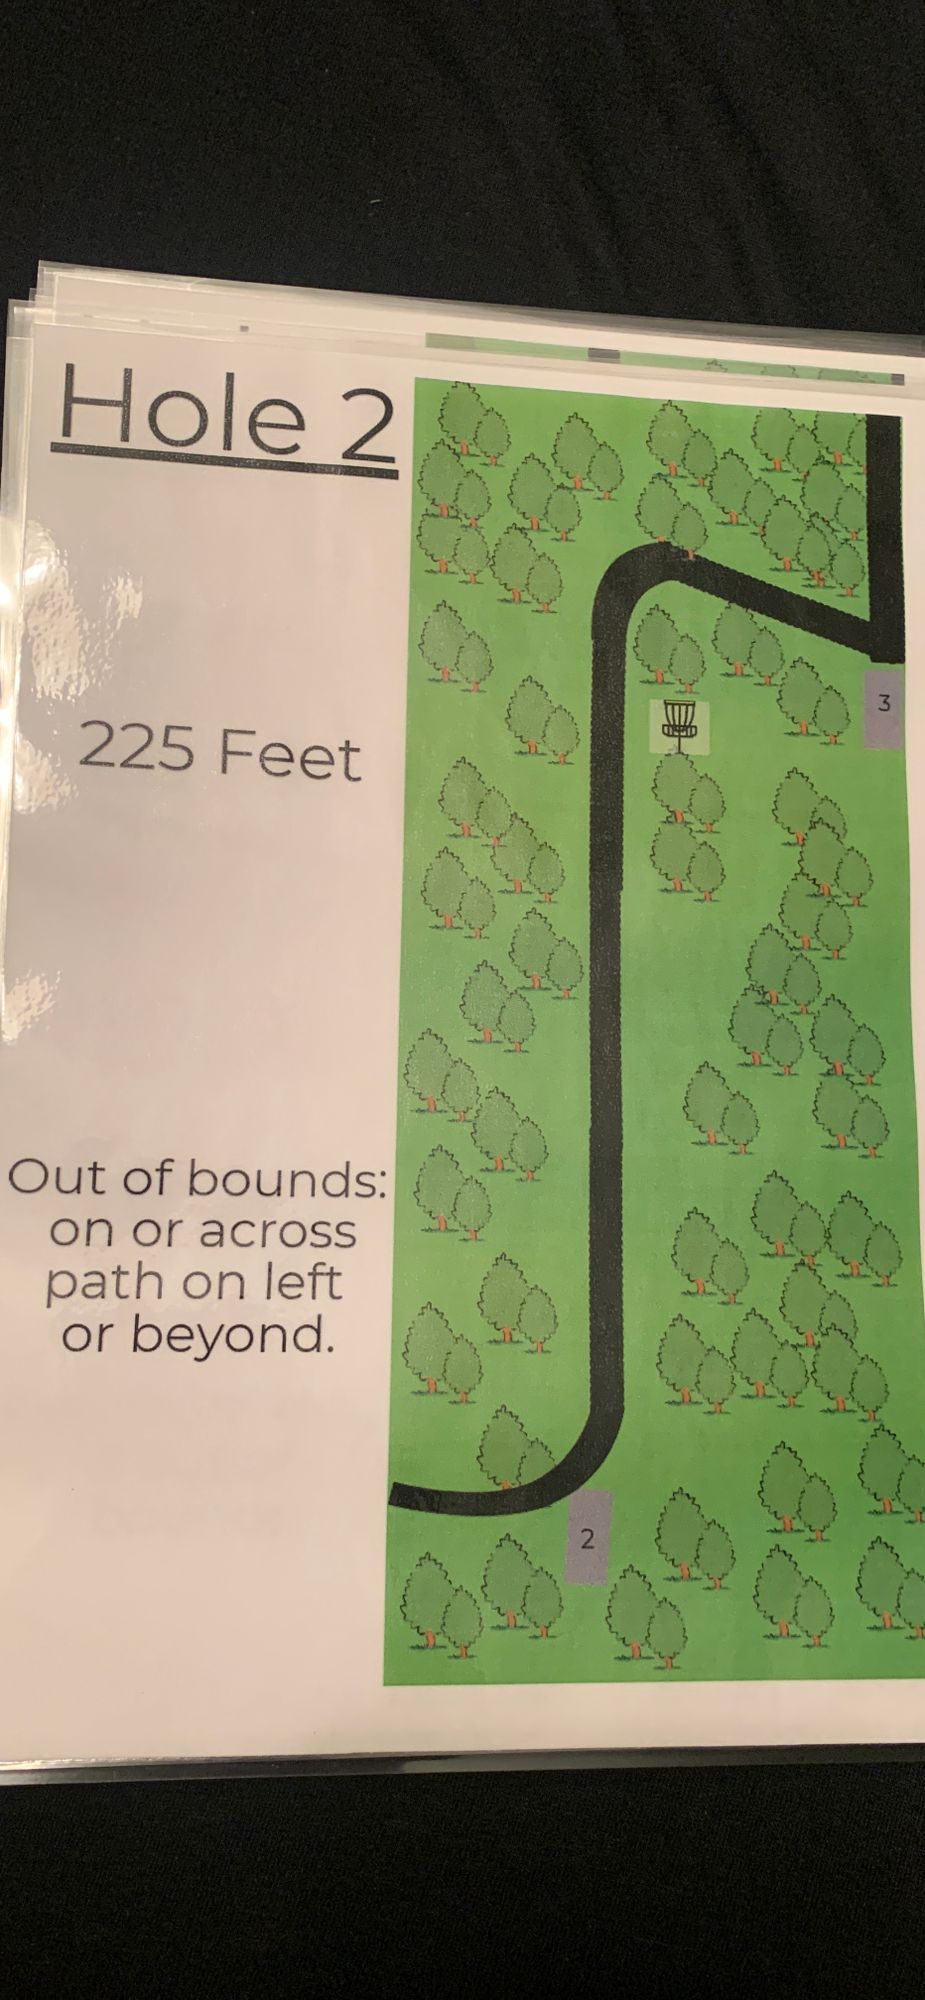 Hole 2
3
225 Feet
Out of bounds:
on or across
path on left
or beyond.
2